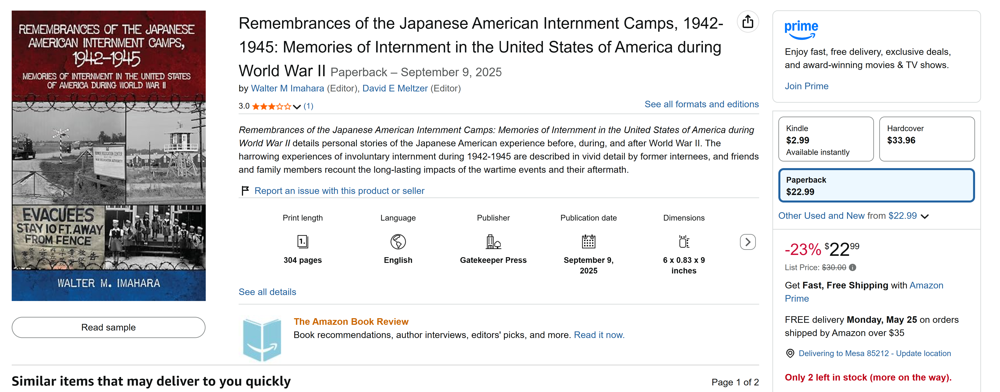 REMEMBRANCES OF THE JAPANESE
AMERICAN INTERNMENT CAMPS,
1942–1945
MEMORIES OF INTERNMENT IN THE UNITED STATES
OF AMERICA DURING WORLD WAR II
SUMMER RELOCATION CENTER
WAR RELOCATION AUTHORITY
EVACUEES
STAY 10 FT. AWAY
FROM FENCE
WALTER M. IMAHARA
Read sample
Remembrances of the Japanese American Internment Camps, 1942-
1945: Memories of Internment in the United States of America during
World War II Paperback – September 9, 2025
by Walter M Imahara (Editor), David E Meltzer (Editor)
3.0 (1)
See all formats and editions
Remembrances of the Japanese American Internment Camps: Memories of Internment in the United States of America during
World War II details personal stories of the Japanese American experience before, during, and after World War II. The
harrowing experiences of involuntary internment during 1942-1945 are described in vivid detail by former internees, and friends
and family members recount the long-lasting impacts of the wartime events and their aftermath.
Report an issue with this product or seller
Print length
1.
304 pages
Language
English
Publisher
Gatekeeper Press
Publication date
September 9,
2025
Dimensions
6 x 0.83 x 9
inches
See all details
The Amazon Book Review
Book recommendations, author interviews, editors' picks, and more. Read it now.
Similar items that may deliver to you quickly
Page 1 of 2
prime
Enjoy fast, free delivery, exclusive deals,
and award-winning movies & TV shows.
Join Prime
Kindle
$2.99
Available instantly
Hardcover
$33.96
Paperback
$22.99
Other Used and New from $22.99
-23% $22 99
List Price: $30.00
Get Fast, Free Shipping with Amazon
Prime
FREE delivery Monday, May 25 on orders
shipped by Amazon over $35
Delivering to Mesa 85212 - Update location
Only 2 left in stock (more on the way).